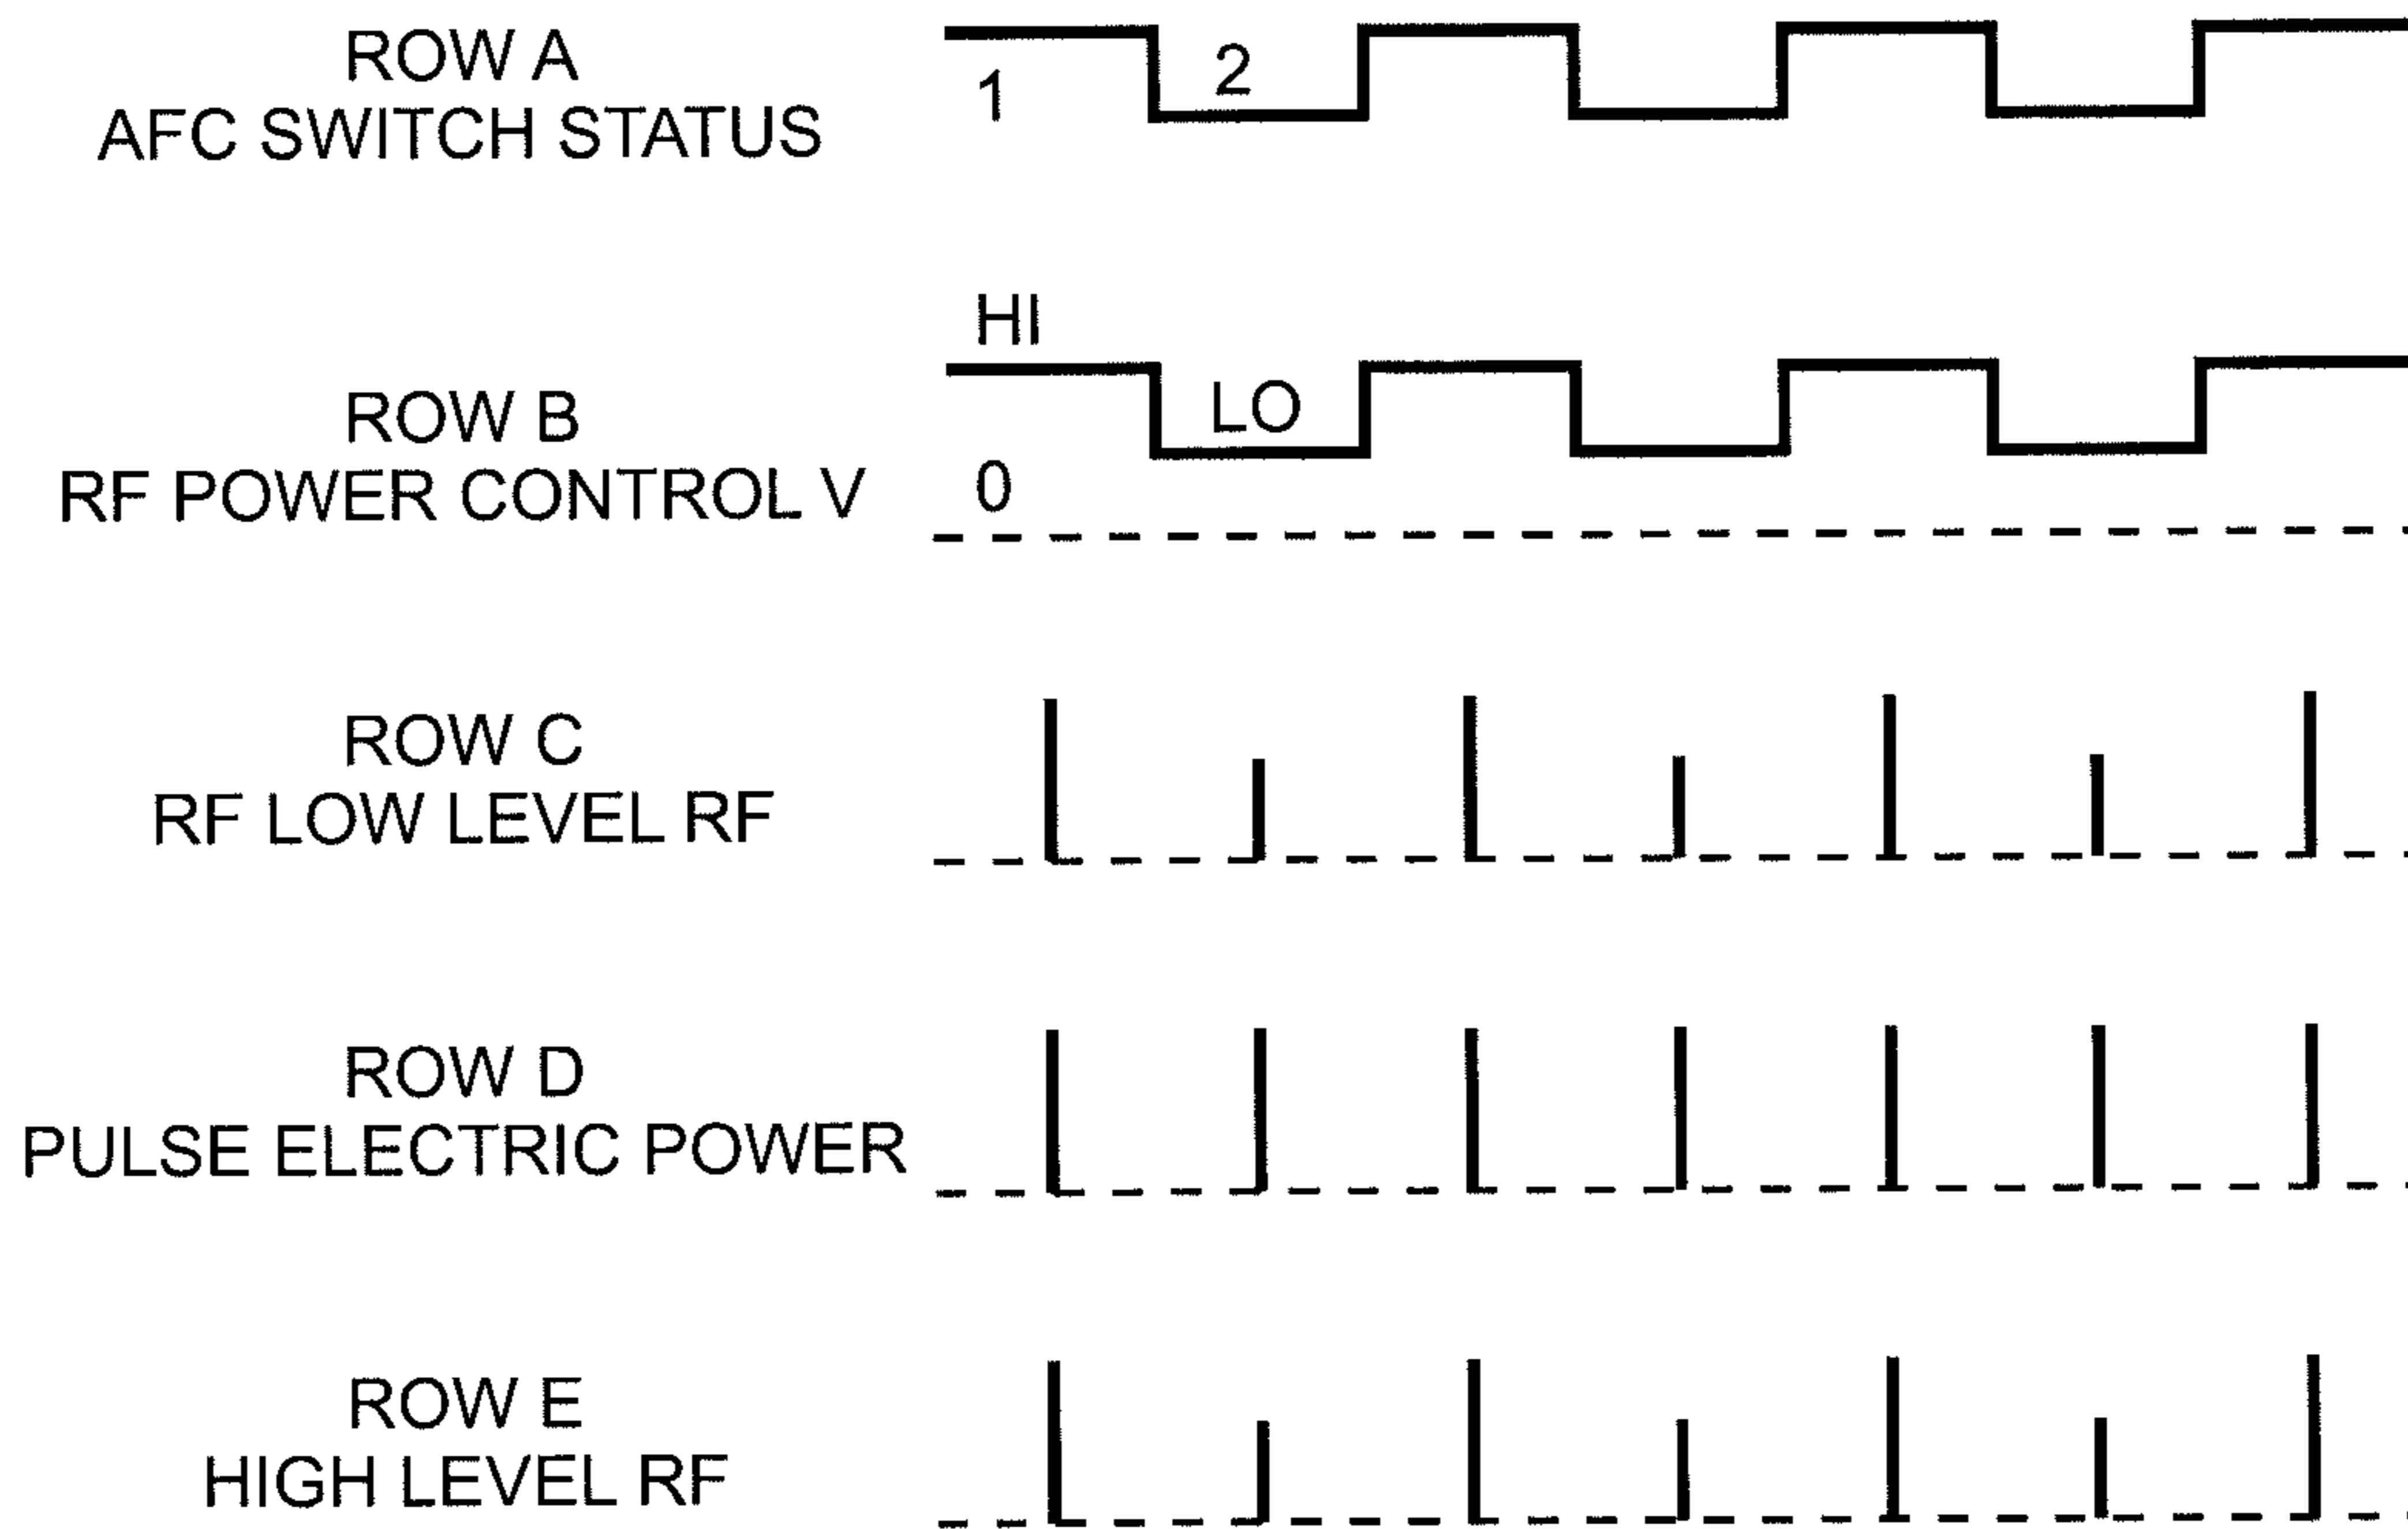 ROW A
AFC SWITCH STATUS
1
2
HI
LO
ROW B
RF POWER CONTROL V
0
ROW C
RF LOW LEVEL RF
ROW D
PULSE ELECTRIC POWER
ROW E
HIGH LEVEL RF